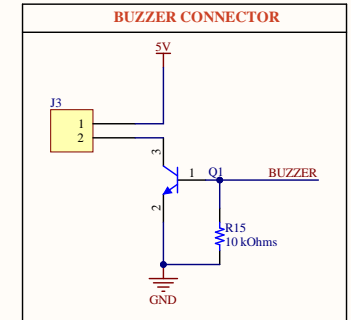 BUZZER CONNECTOR
5V
J3
1
2
3
1
Q1
BUZZER
2
R15
10 kOhms
GND